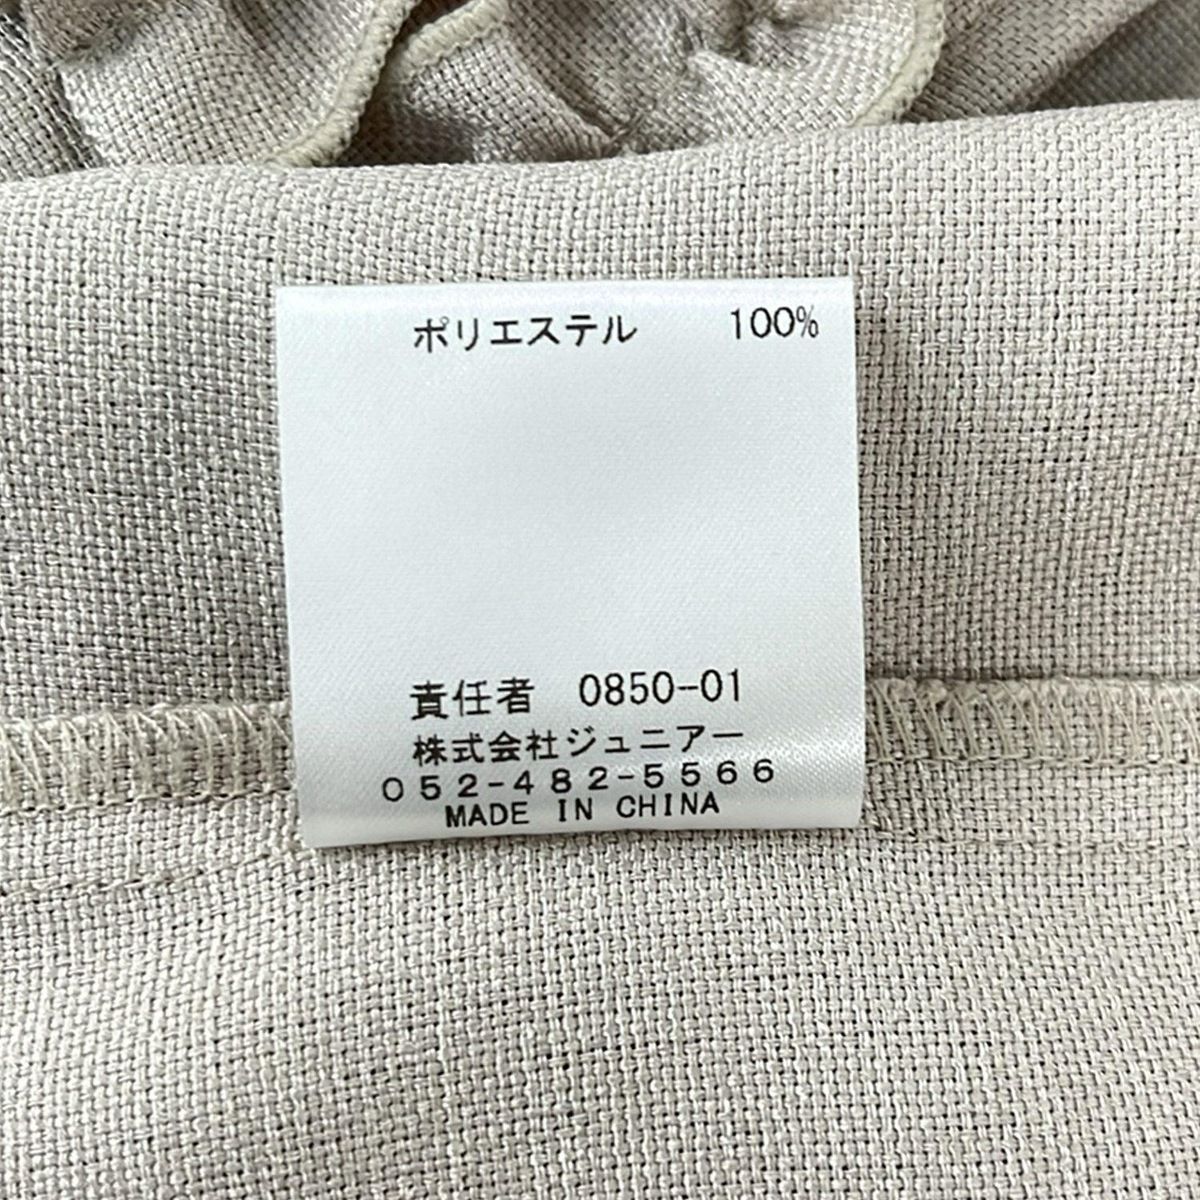 ポリエステル 100%
責任者 0850-01
株式会社ジュニアー
052-482-5566
MADE IN CHINA